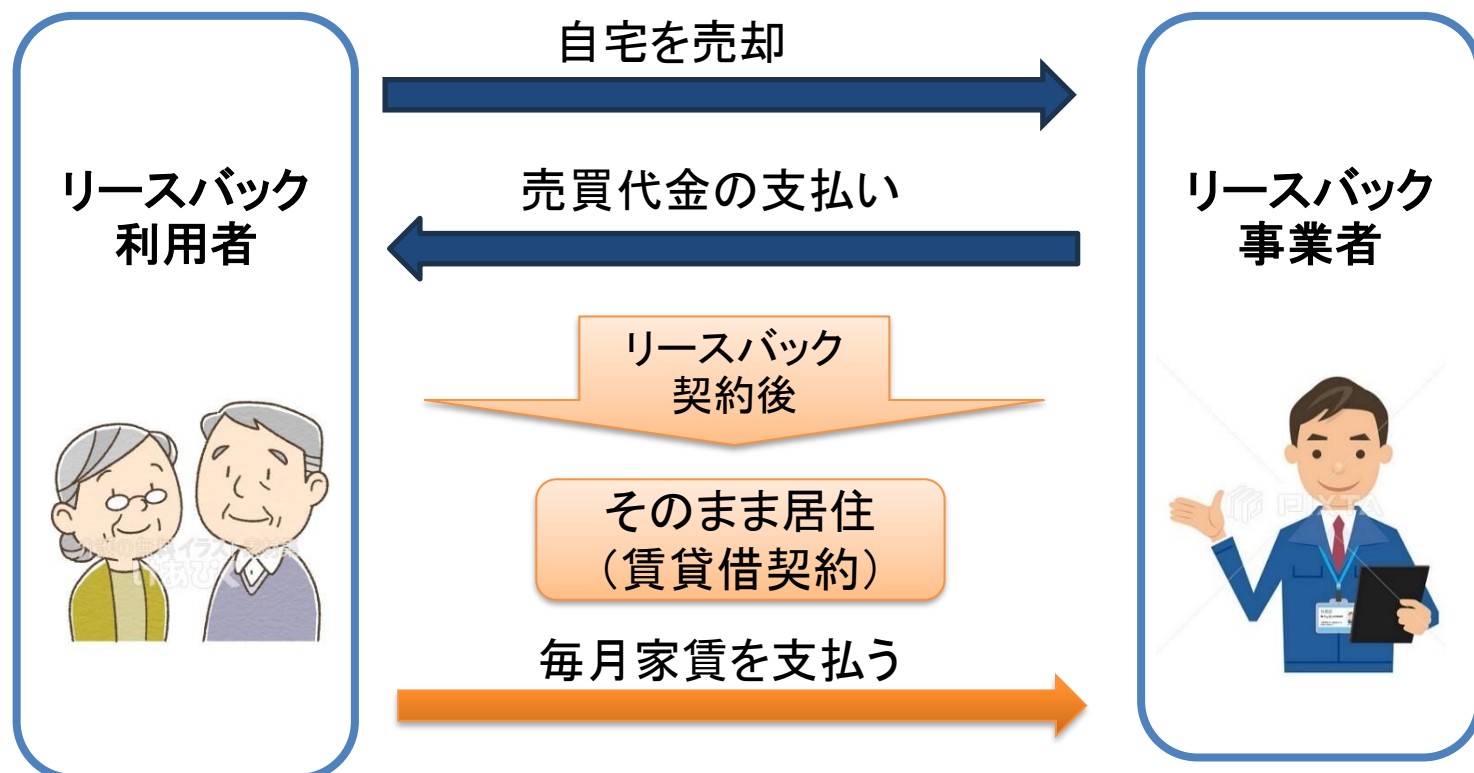 自宅を売却
リースバック
利用者
売買代金の支払い
リースバック
事業者
リースバック
契約後
そのまま居住
（賃貸借契約）
毎月家賃を支払う
PIXTA